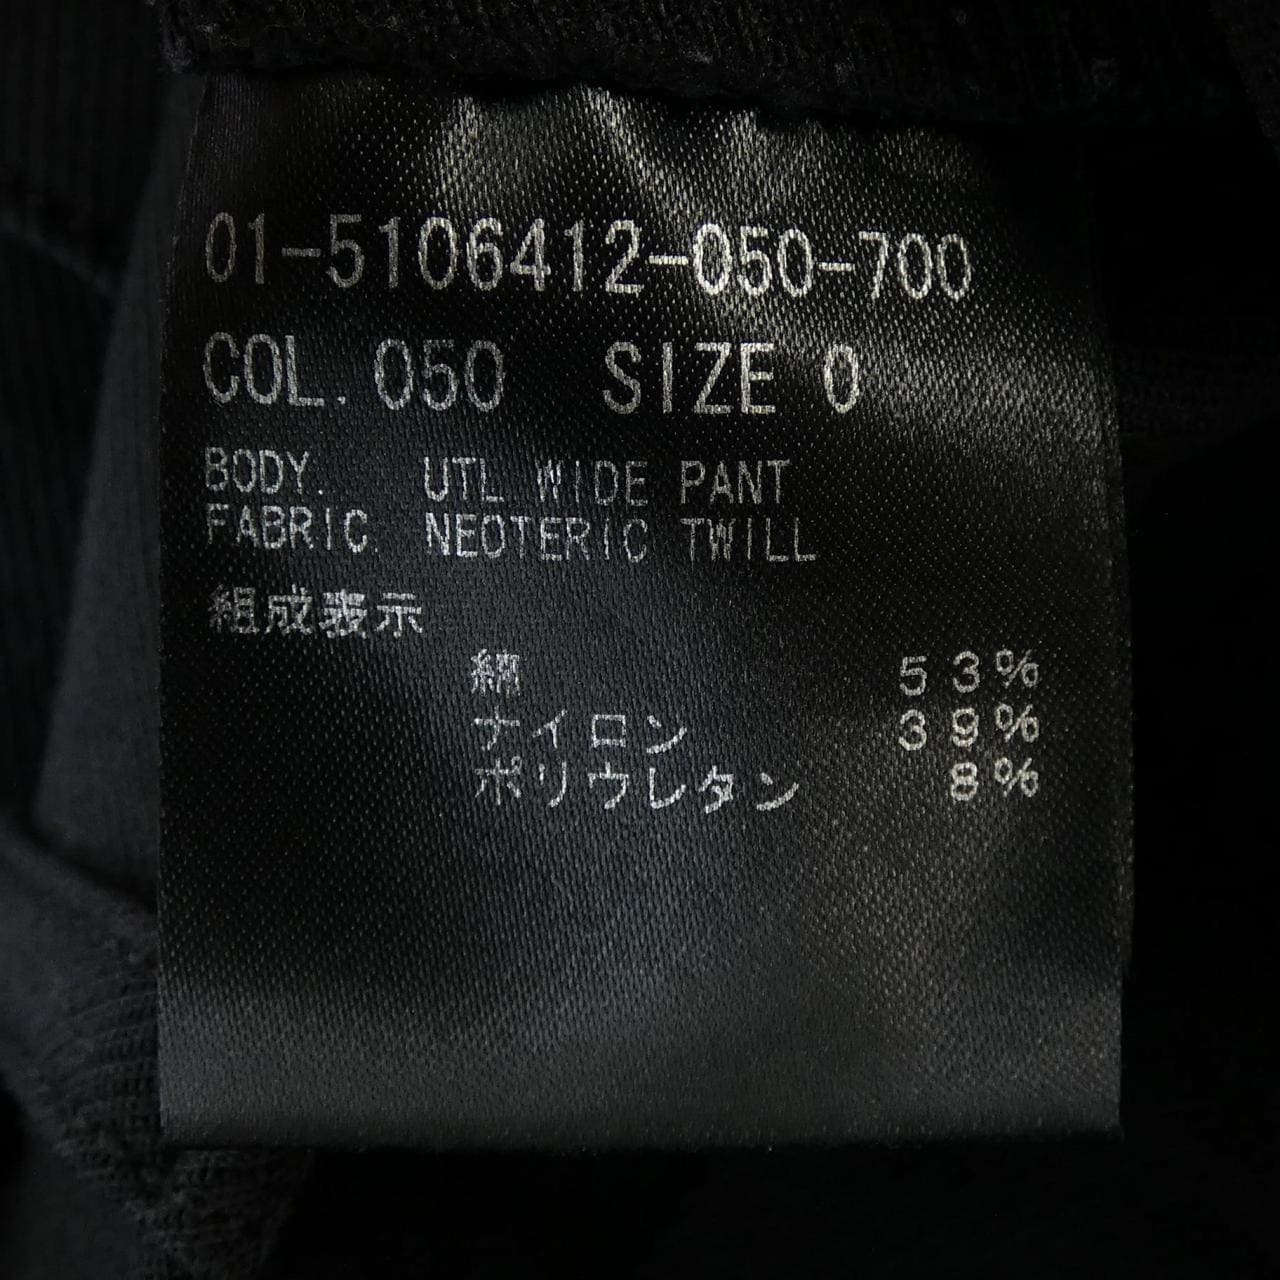 01-5106412-050-700
COL. 050 SIZE 0
BODY. UTL WIDE PANT
FABRIC. NEOTERIC TWILL
組成表示
綿 53%
ナイロン 39%
ポリウレタン 8%